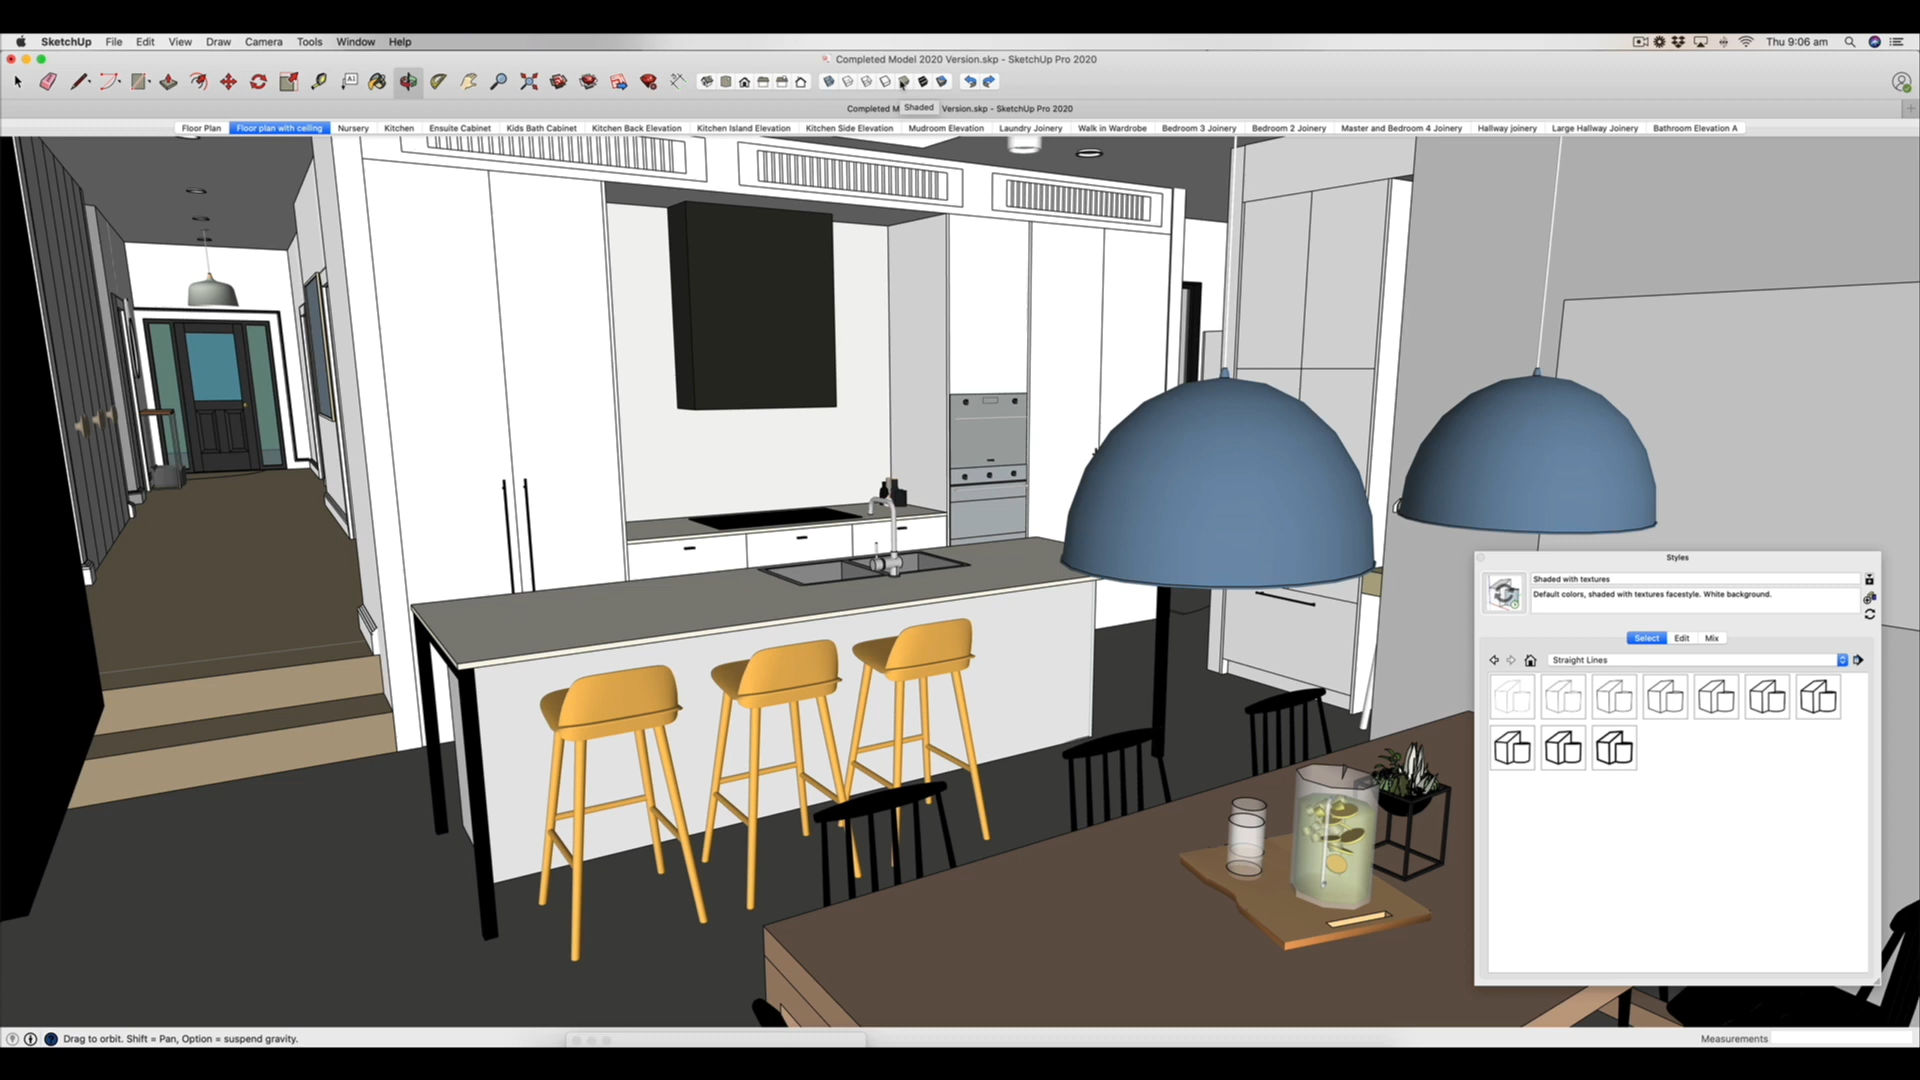 SketchUp File Edit View Draw Camera Tools Window Help Thu 9:06 am
Completed Model 2020 Version.skp - SketchUp Pro 2020
A1
Completed M Shaded Version.skp - SketchUp Pro 2020
Floor Plan Floor plan with ceiling Nursery Kitchen Ensuite Cabinet Kids Bath Cabinet Kitchen Back Elevation Kitchen Island Elevation Kitchen Side Elevation Mudroom Elevation Laundry Joinery Walk in Wardrobe Bedroom 3 Joinery Bedroom 2 Joinery Master and Bedroom 4 Joinery Hallway joinery Large Hallway Joinery Bathroom Elevation A
Styles
Shaded with textures
Default colors, shaded with textures facestyle. White background.
Select Edit Mix
Straight Lines
Drag to orbit. Shift = Pan, Option = suspend gravity. Measurements